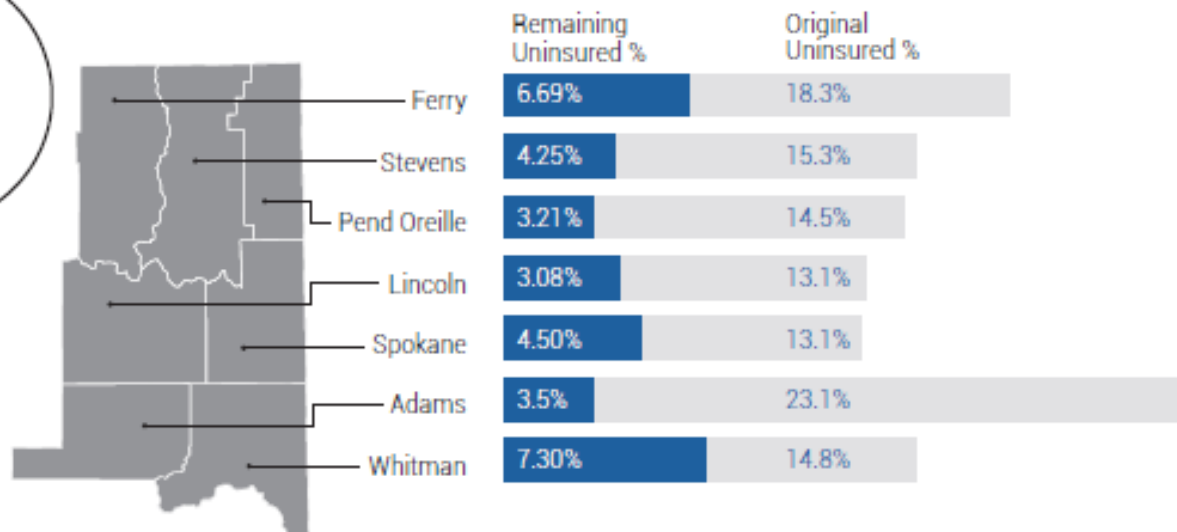 Remaining
Uninsured %
Original
Uninsured %
Ferry 6.69% 18.3%
Stevens 4.25% 15.3%
Pend Oreille 3.21% 14.5%
Lincoln 3.08% 13.1%
Spokane 4.50% 13.1%
Adams 3.5% 23.1%
Whitman 7.30% 14.8%